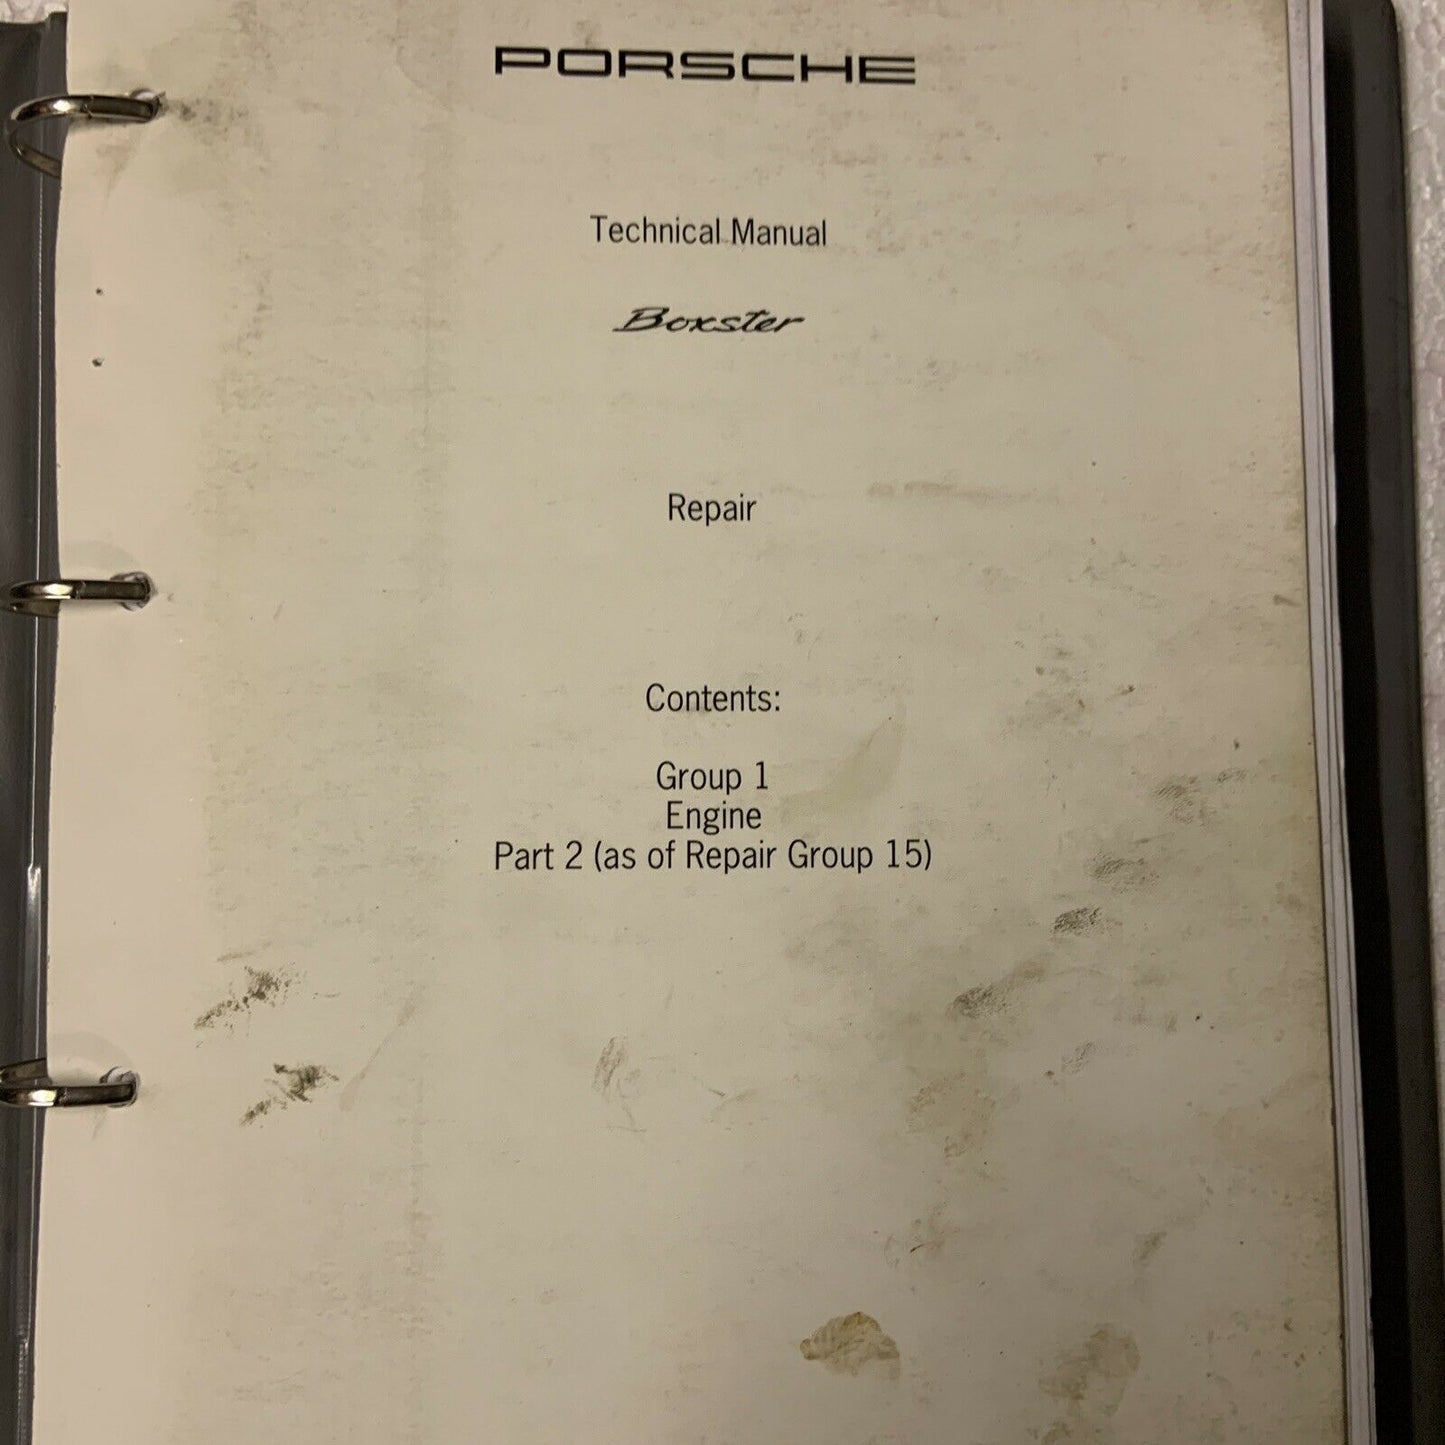 PORSCHE
Technical Manual
Boxster
Repair
Contents:
Group 1
Engine
Part 2 (as of Repair Group 15)